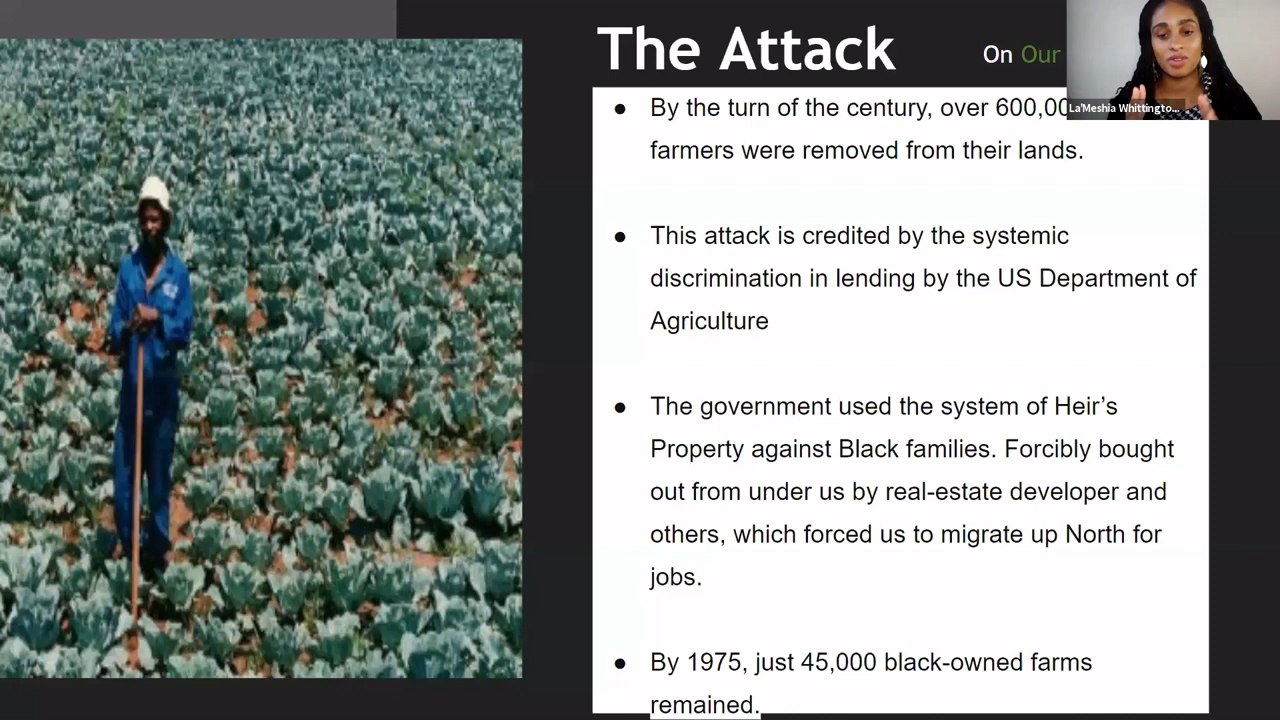 The Attack On Our
La'Meshia Whittingto...
● By the turn of the century, over
farmers were removed from their lands.
● This attack is credited by the systemic
discrimination in lending by the US Department of
Agriculture
● The government used the system of Heir’s
Property against Black families. Forcibly bought
out from under us by real-estate developer and
others, which forced us to migrate up North for
jobs.
● By 1975, just 45,000 black-owned farms
remained.